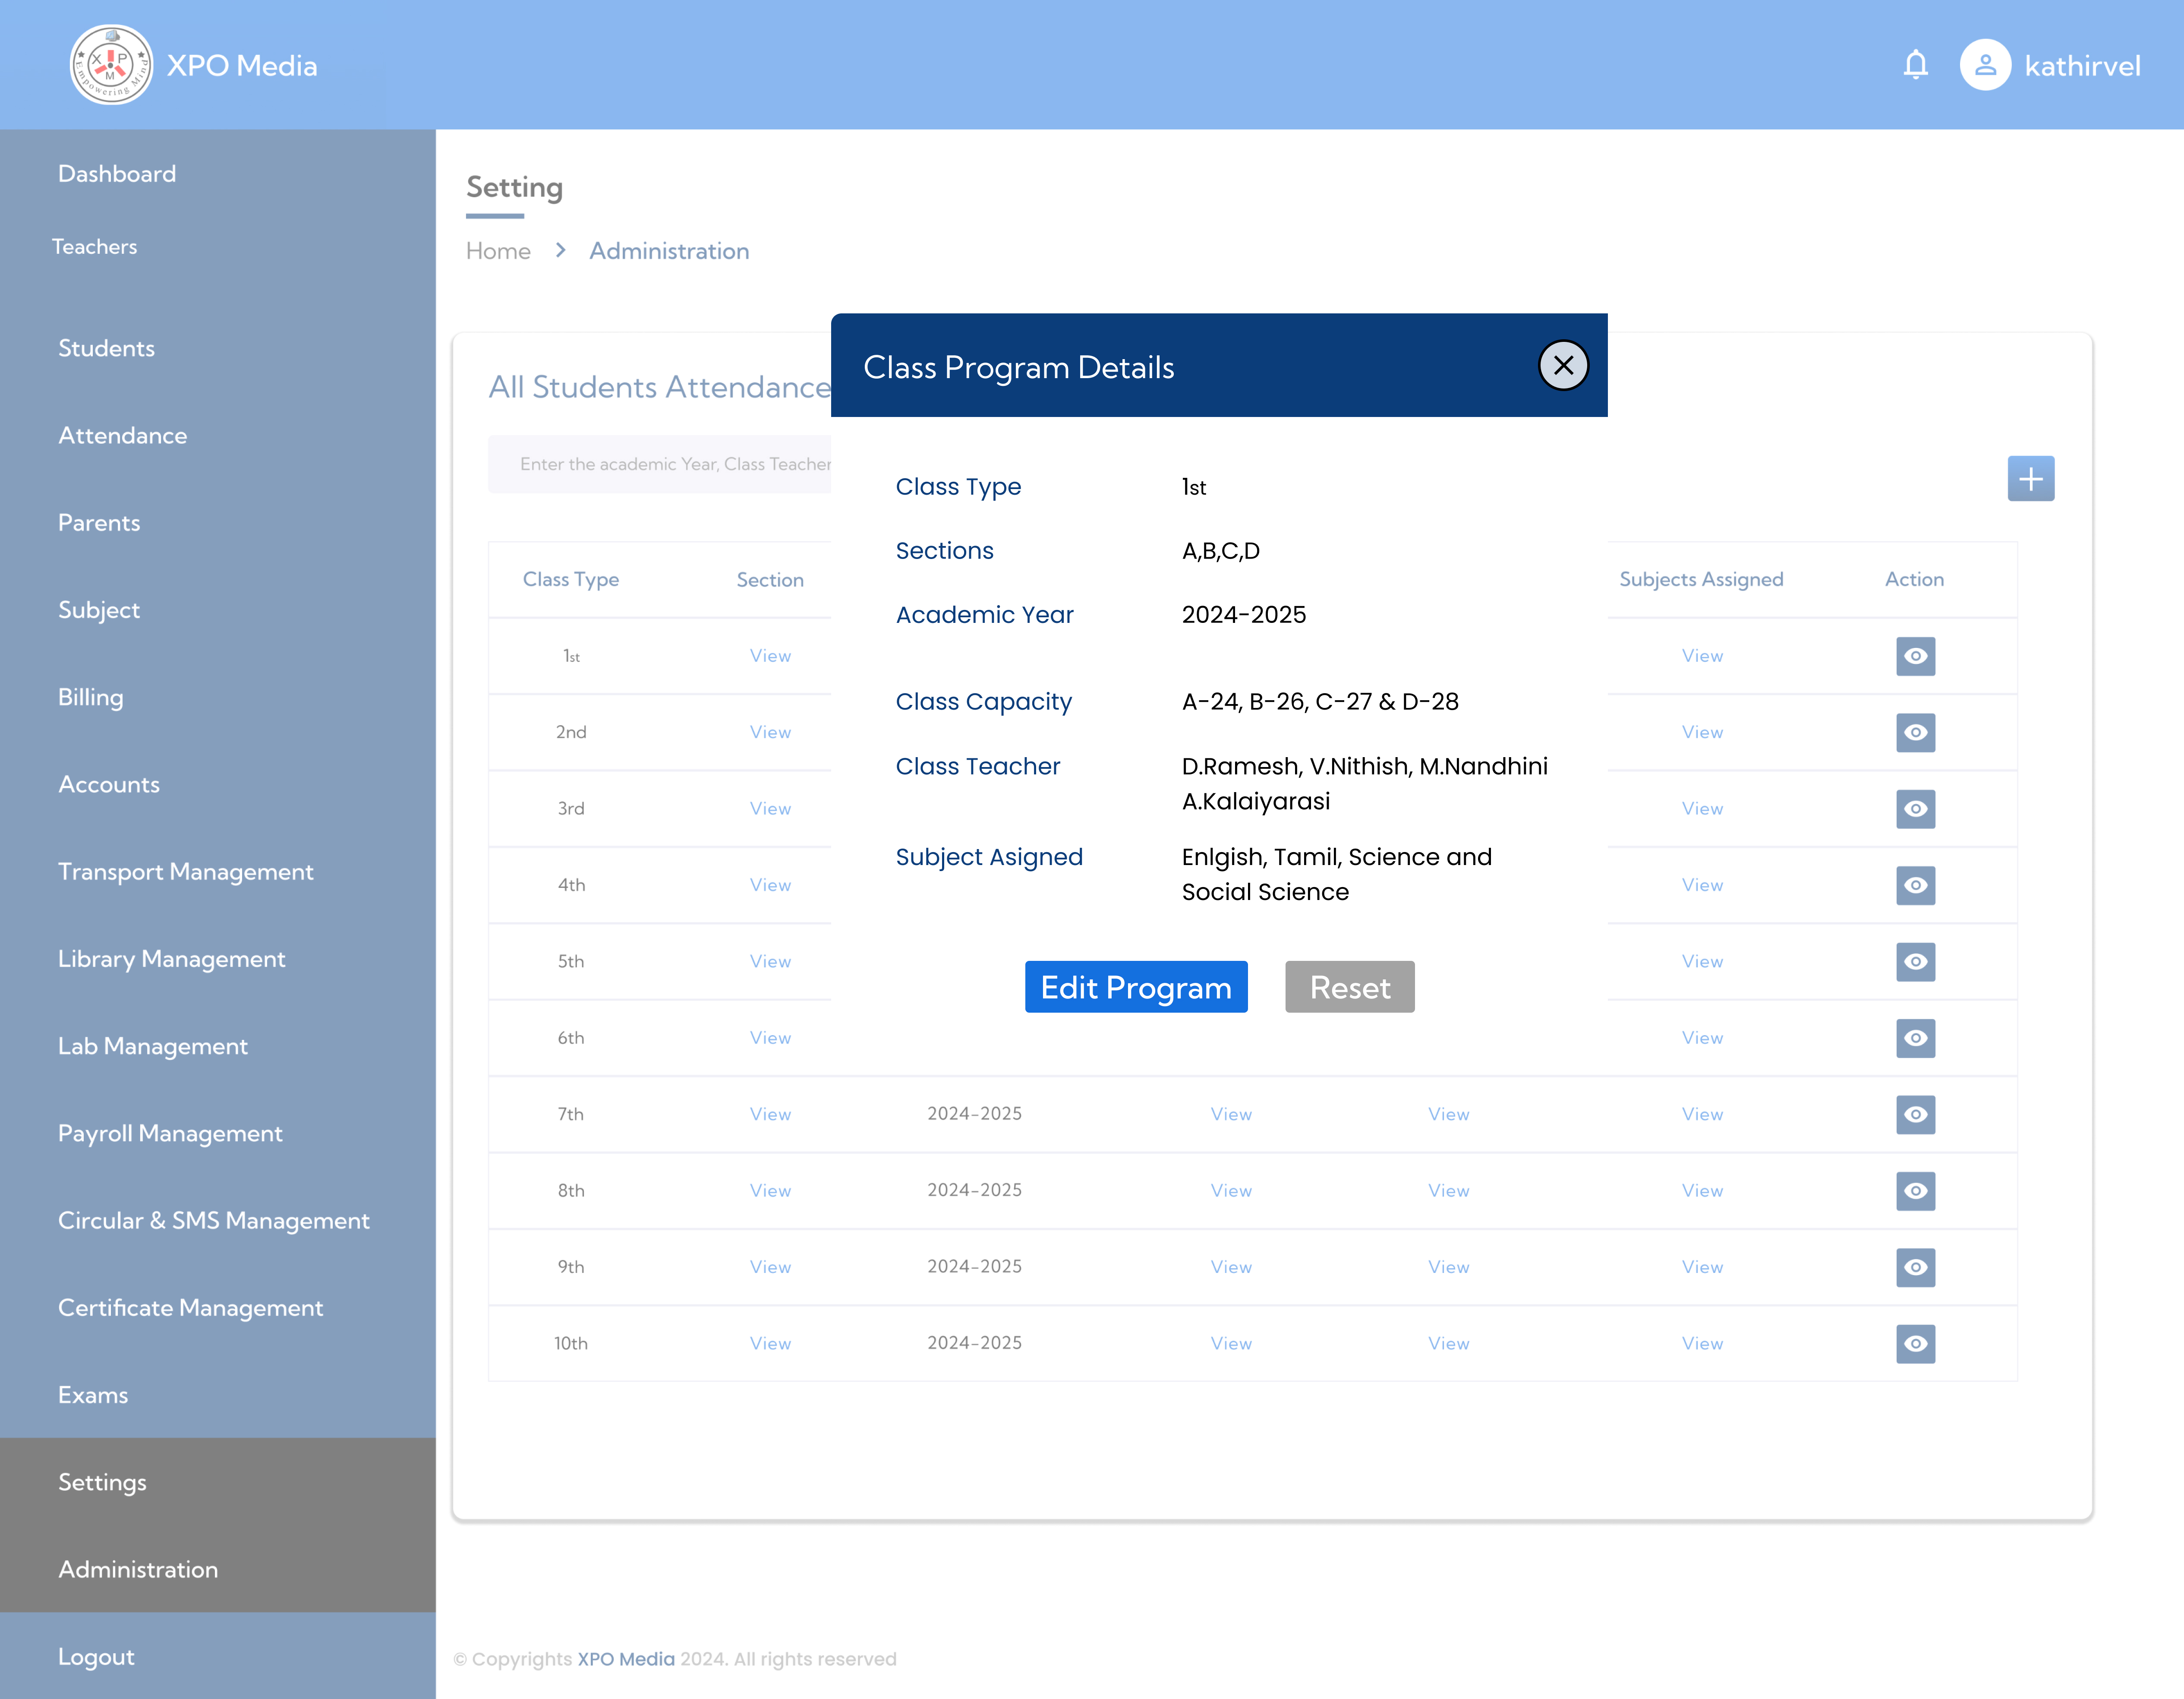 X P M
Empowering Mind
XPO Media
kathirvel
Dashboard
Teachers
Students
Attendance
Parents
Subject
Billing
Accounts
Transport Management
Library Management
Lab Management
Payroll Management
Circular & SMS Management
Certificate Management
Exams
Settings
Administration
Logout
Setting
Home > Administration
All Students Attendance
Enter the academic Year, Class Teacher
Class Program Details
Class Type 1st
Sections A,B,C,D
Academic Year 2024-2025
Class Capacity A-24, B-26, C-27 & D-28
Class Teacher D.Ramesh, V.Nithish, M.Nandhini
A.Kalaiyarasi
Subject Asigned Enlgish, Tamil, Science and
Social Science
Edit Program Reset
Class Type Section Subjects Assigned Action
1st View View
2nd View View
3rd View View
4th View View
5th View View
6th View View
7th View 2024-2025 View View View
8th View 2024-2025 View View View
9th View 2024-2025 View View View
10th View 2024-2025 View View View
© Copyrights XPO Media 2024. All rights reserved